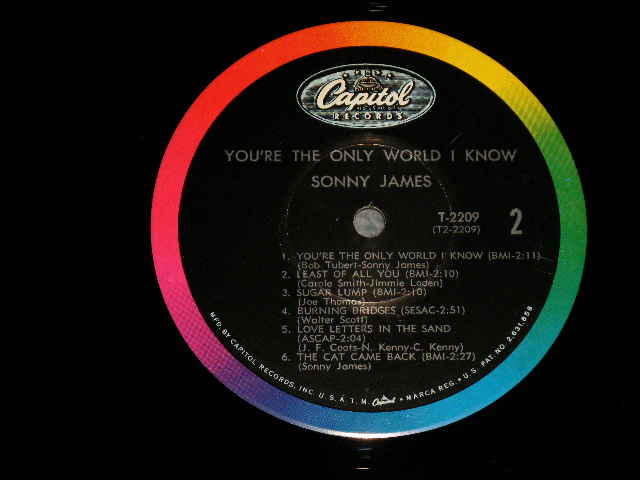 Capitol
RECORDS
YOU'RE THE ONLY WORLD I KNOW
SONNY JAMES
T-2209
(T2-2209)
2
1. YOU'RE THE ONLY WORLD I KNOW (BMI-2:11)
(Bob Tubert-Sonny James)
2. LEAST OF ALL YOU (BMI-2:10)
(Carole Smith-Jimmie Loden)
3. SUGAR LUMP (BMI-2:10)
(Joe Thomas)
4. BURNING BRIDGES (SESAC-2:51)
(Walter Scott)
5. LOVE LETTERS IN THE SAND
(ASCAP-2:04)
(J. F. Coots-N. Kenny-C. Kenny)
6. THE CAT CAME BACK (BMI-2:27)
(Sonny James)
MFD. BY CAPITOL RECORDS, INC. U.S.A. T.M. Capitol • MARCA REG. • U.S. PAT. NO. 2,631,859